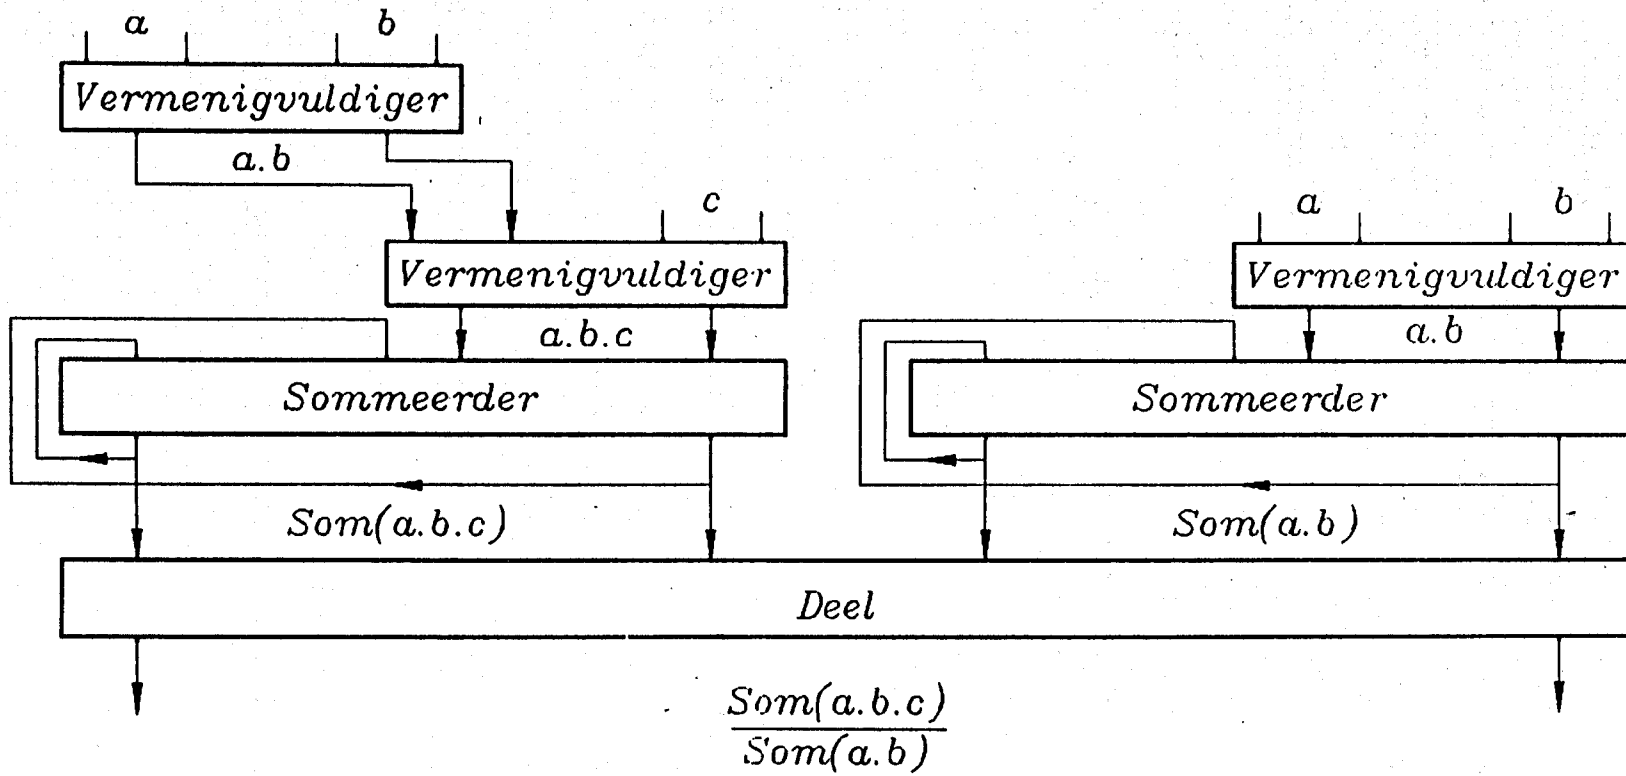 a b
Vermenigvuldiger
a.b
c a b
Vermenigvuldiger Vermenigvuldiger
a.b.c a.b
Sommeerder Sommeerder
Som(a.b.c) Som(a.b)
Deel
Som(a.b.c)
Som(a.b)